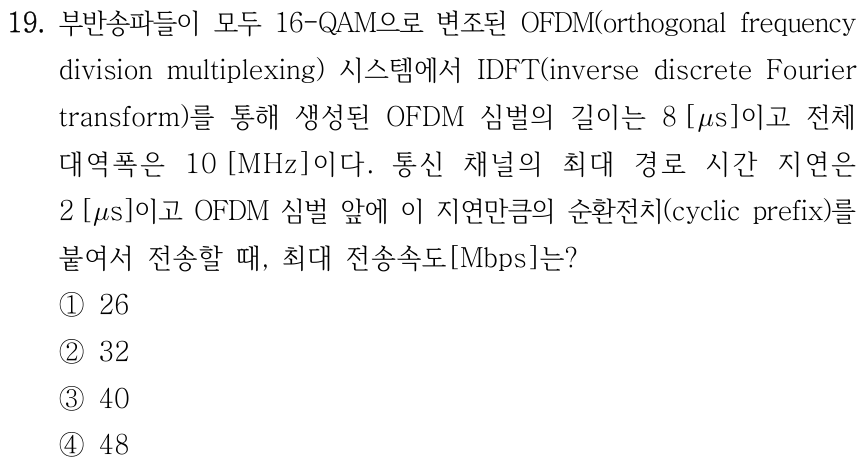 19. 부반송파들이 모두 16-QAM으로 변조된 OFDM(orthogonal frequency
division multiplexing) 시스템에서 IDFT(inverse discrete Fourier
transform)를 통해 생성된 OFDM 심벌의 길이는 8 [μs]이고 전체
대역폭은 10 [MHz]이다. 통신 채널의 최대 경로 시간 지연은
2 [μs]이고 OFDM 심벌 앞에 이 지연만큼의 순환전치(cyclic prefix)를
붙여서 전송할 때, 최대 전송속도[Mbps]는?
① 26
② 32
③ 40
④ 48